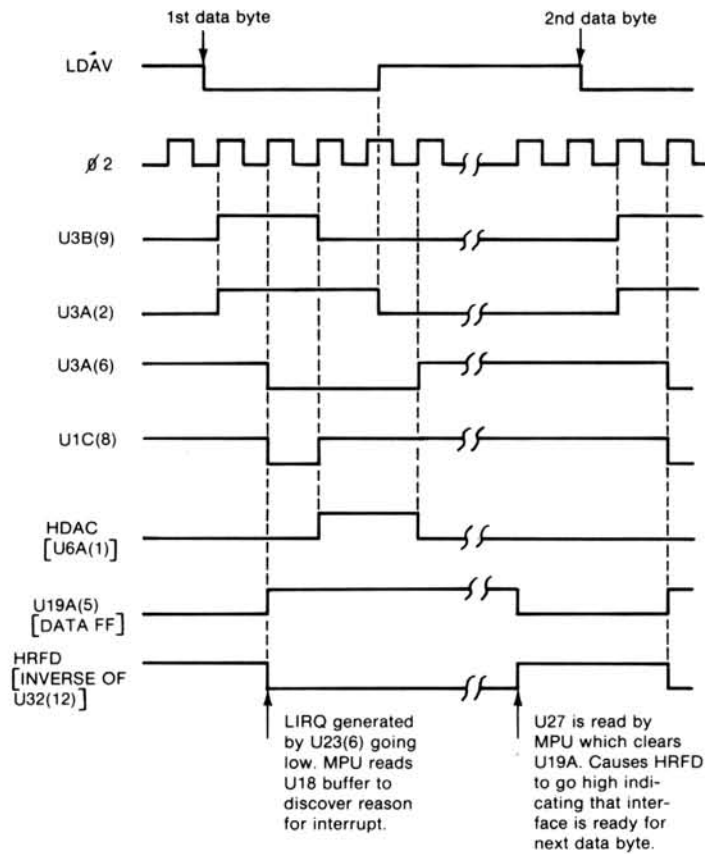 1st data byte
2nd data byte
LDAV
ø 2
U3B(9)
U3A(2)
U3A(6)
U1C(8)
HDAC
[U6A(1)]
U19A(5)
[DATA FF]
HRFD
[INVERSE OF
U32(12)]
LIRQ generated
by U23(6) going
low. MPU reads
U18 buffer to
discover reason
for interrupt.
U27 is read by
MPU which clears
U19A. Causes HRFD
to go high indi-
cating that inter-
face is ready for
next data byte.